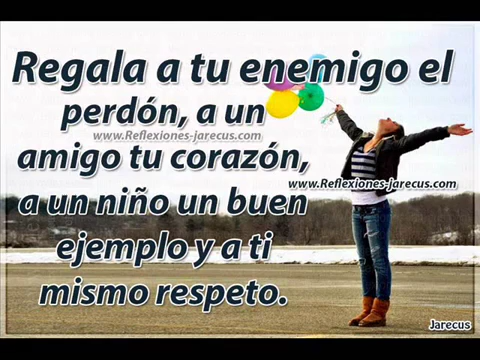 Regala a tu enemigo el
perdón, a un
www.Reflexiones-jarecus.com
amigo tu corazón,
www.Reflexiones-jarecus.com
a un niño un buen
ejemplo y a ti
mismo respeto.
Jarecus